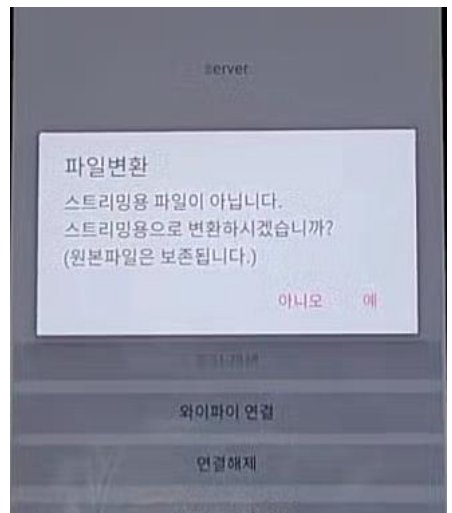 server
파일변환
스트리밍용 파일이 아닙니다.
스트리밍용으로 변환하시겠습니까?
(원본파일은 보존됩니다.)
아니오 예
와이파이 연결
연결해제